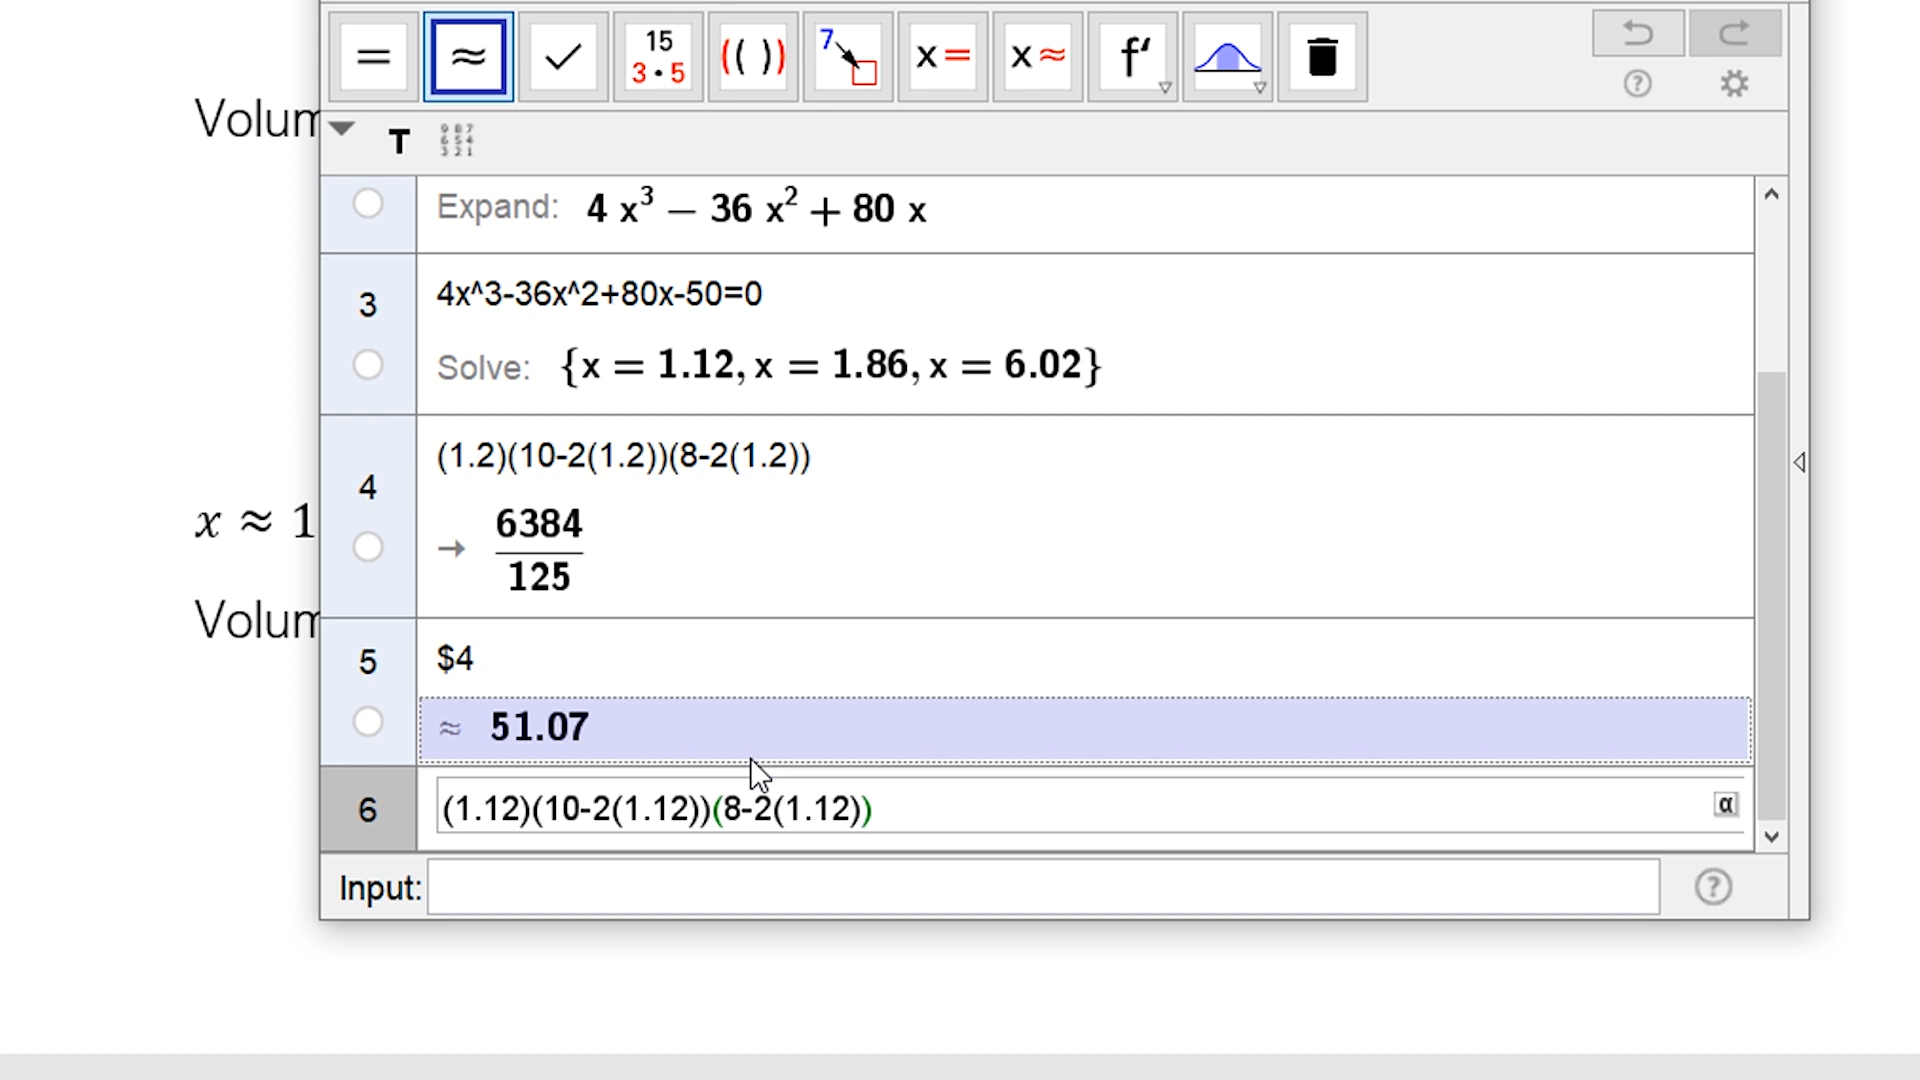 = ≈ ✓ 15 3·5 (( )) 7 x = x ≈ f′
T
Volum
Expand: 4 x³ − 36 x² + 80 x
3 4x^3-36x^2+80x-50=0
Solve: {x = 1.12, x = 1.86, x = 6.02}
4 (1.2)(10-2(1.2))(8-2(1.2))
x ≈ 1
→ 6384
125
Volum
5 $4
≈ 51.07
6 (1.12)(10-2(1.12))(8-2(1.12)) α
Input: ?